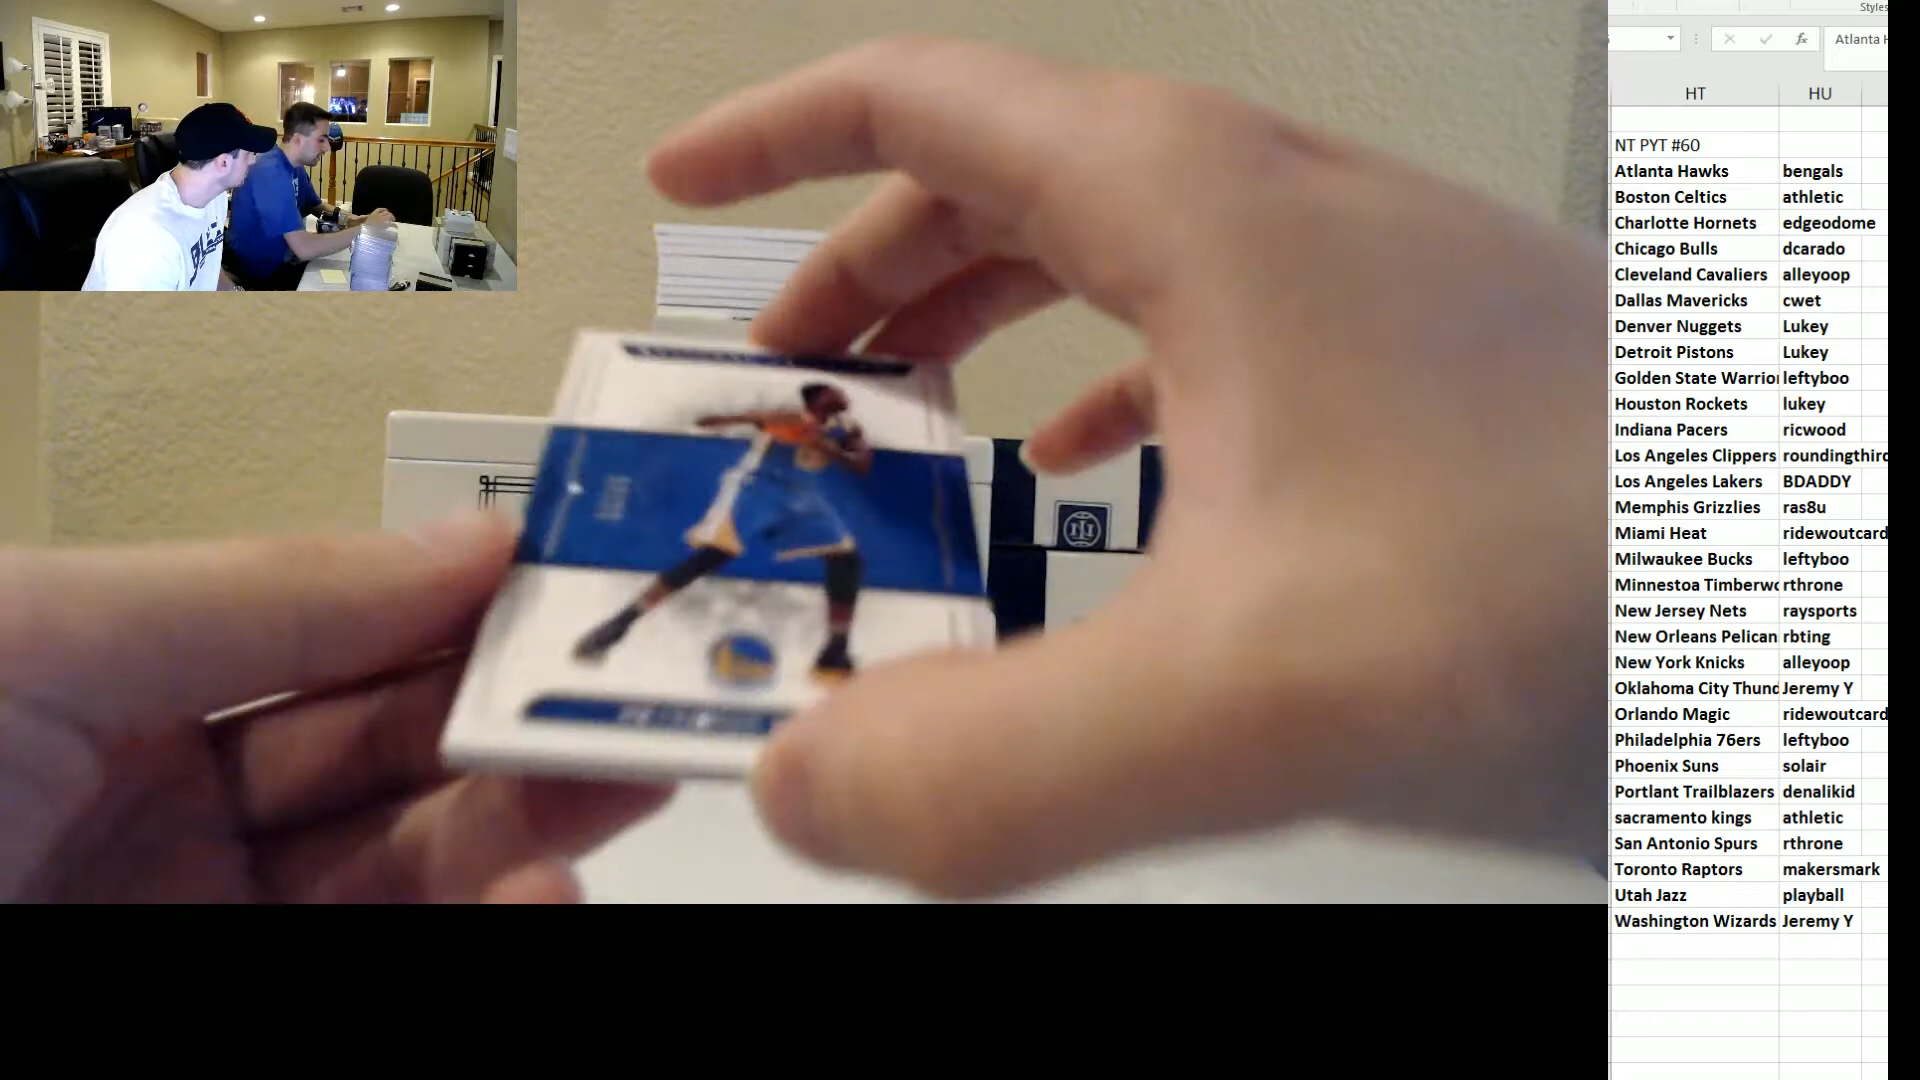 Styles
Atlanta H
HT HU
NT PYT #60
Atlanta Hawks bengals
Boston Celtics athletic
Charlotte Hornets edgeodome
Chicago Bulls dcarado
Cleveland Cavaliers alleyoop
Dallas Mavericks cwet
Denver Nuggets Lukey
Detroit Pistons Lukey
Golden State Warrior leftyboo
Houston Rockets lukey
Indiana Pacers ricwood
Los Angeles Clippers roundingthird
Los Angeles Lakers BDADDY
Memphis Grizzlies ras8u
Miami Heat ridewoutcard
Milwaukee Bucks leftyboo
Minnestoa Timberwo rthrone
New Jersey Nets raysports
New Orleans Pelican rbting
New York Knicks alleyoop
Oklahoma City Thund Jeremy Y
Orlando Magic ridewoutcard
Philadelphia 76ers leftyboo
Phoenix Suns solair
Portlant Trailblazers denalikid
sacramento kings athletic
San Antonio Spurs rthrone
Toronto Raptors makersmark
Utah Jazz playball
Washington Wizards Jeremy Y